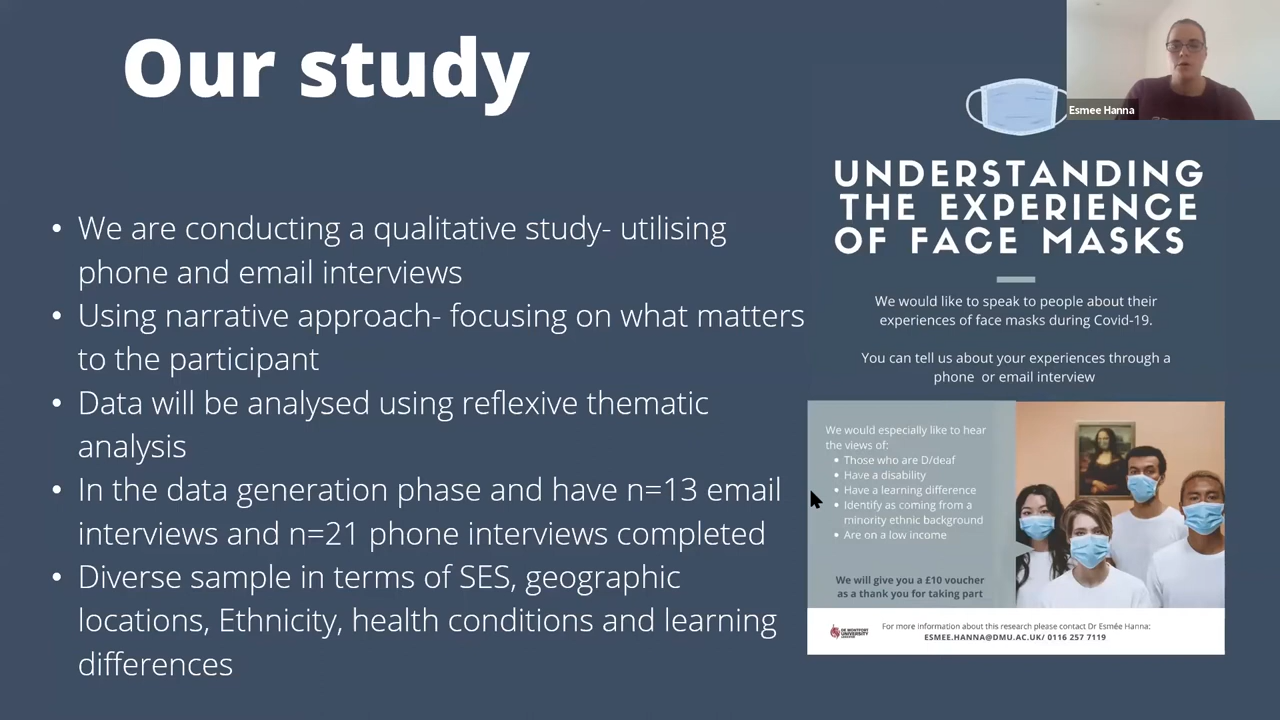 Our study
• We are conducting a qualitative study- utilising
phone and email interviews
• Using narrative approach- focusing on what matters
to the participant
• Data will be analysed using reflexive thematic
analysis
• In the data generation phase and have n=13 email
interviews and n=21 phone interviews completed
• Diverse sample in terms of SES, geographic
locations, Ethnicity, health conditions and learning
differences
Esmee Hanna
UNDERSTANDING
THE EXPERIENCE
OF FACE MASKS
We would like to speak to people about their
experiences of face masks during Covid-19.
You can tell us about your experiences through a
phone or email interview
We would especially like to hear
the views of:
• Those who are D/deaf
• Have a disability
• Have a learning difference
• Identify as coming from a
minority ethnic background
• Are on a low income
We will give you a £10 voucher
as a thank you for taking part
DE MONTFORT
UNIVERSITY
LEICESTER
For more information about this research please contact Dr Esmée Hanna:
ESMEE.HANNA@DMU.AC.UK/ 0116 257 7119